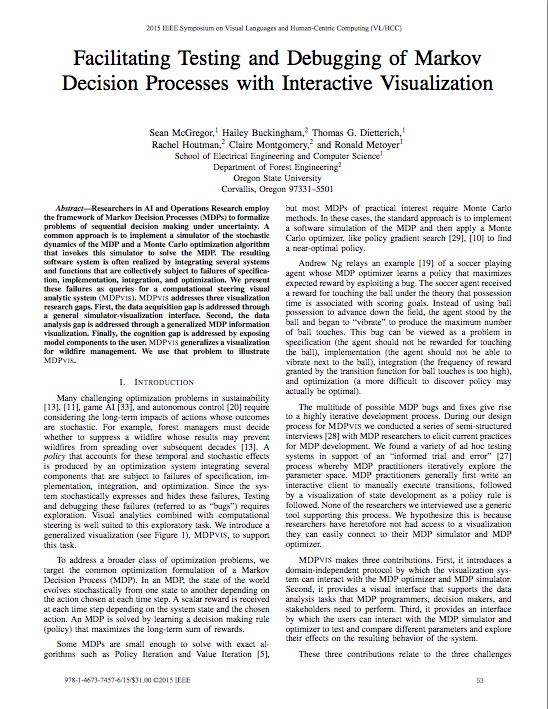 2015 IEEE Symposium on Visual Languages and Human-Centric Computing (VL/HCC)
Facilitating Testing and Debugging of Markov
Decision Processes with Interactive Visualization
Sean McGregor,1 Hailey Buckingham,2 Thomas G. Dietterich,1
Rachel Houtman,2 Claire Montgomery,2 and Ronald Metoyer1
School of Electrical Engineering and Computer Science1
Department of Forest Engineering2
Oregon State University
Corvallis, Oregon 97331–5501
Abstract—Researchers in AI and Operations Research employ
the framework of Markov Decision Processes (MDPs) to formalize
problems of sequential decision making under uncertainty. A
common approach is to implement a simulator of the stochastic
dynamics of the MDP and a Monte Carlo optimization algorithm
that invokes this simulator to solve the MDP. The resulting
software system is often realized by integrating several systems
and functions that are collectively subject to failures of specifica-
tion, implementation, integration, and optimization. We present
these failures as queries for a computational steering visual
analytic system (MDPVIS). MDPVIS addresses three visualization
research gaps. First, the data acquisition gap is addressed through
a general simulator-visualization interface. Second, the data
analysis gap is addressed through a generalized MDP information
visualization. Finally, the cognition gap is addressed by exposing
model components to the user. MDPVIS generalizes a visualization
for wildfire management. We use that problem to illustrate
MDPVIS.
I. INTRODUCTION
Many challenging optimization problems in sustainability
[13], [11], game AI [33], and autonomous control [20] require
considering the long-term impacts of actions whose outcomes
are stochastic. For example, forest managers must decide
whether to suppress a wildfire whose results may prevent
wildfires from spreading over subsequent decades [13]. A
policy that accounts for these temporal and stochastic effects
is produced by an optimization system integrating several
components that are subject to failures of specification, im-
plementation, integration, and optimization. Since the sys-
tem stochastically expresses and hides these failures, Testing
and debugging these failures (referred to as "bugs") requires
exploration. Visual analytics combined with computational
steering is well suited to this exploratory task. We introduce a
generalized visualization (see Figure 1), MDPVIS, to support
this task.
To address a broader class of optimization problems, we
target the common optimization formulation of a Markov
Decision Process (MDP). In an MDP, the state of the world
evolves stochastically from one state to another depending on
the action chosen at each time step. A scalar reward is received
at each time step depending on the system state and the chosen
action. An MDP is solved by learning a decision making rule
(policy) that maximizes the long-term sum of rewards.
Some MDPs are small enough to solve with exact al-
gorithms such as Policy Iteration and Value Iteration [5],
but most MDPs of practical interest require Monte Carlo
methods. In these cases, the standard approach is to implement
a software simulation of the MDP and then apply a Monte
Carlo optimizer, like policy gradient search [29], [10] to find
a near-optimal policy.
Andrew Ng relays an example [19] of a soccer playing
agent whose MDP optimizer learns a policy that maximizes
expected reward by exploiting a bug. The soccer agent received
a reward for touching the ball under the theory that possession
time is associated with scoring goals. Instead of using ball
possession to advance down the field, the agent stood by the
ball and began to "vibrate" to produce the maximum number
of ball touches. This bug can be viewed as a problem in
specification (the agent should not be rewarded for touching
the ball), implementation (the agent should not be able to
vibrate next to the ball), integration (the frequency of reward
granted by the transition function for ball touches is too high),
and optimization (a more difficult to discover policy may
actually be optimal).
The multitude of possible MDP bugs and fixes give rise
to a highly iterative development process. During our design
process for MDPVIS we conducted a series of semi-structured
interviews [28] with MDP researchers to elicit current practices
for MDP development. We found a variety of ad hoc testing
systems in support of an "informed trial and error" [27]
process whereby MDP practitioners iteratively explore the
parameter space. MDP practitioners generally first write an
interactive client to manually execute transitions, followed
by a visualization of state development as a policy rule is
followed. None of the researchers we interviewed use a generic
tool supporting this process. We hypothesize this is because
researchers have heretofore not had access to a visualization
they can easily connect to their MDP simulator and MDP
optimizer.
MDPVIS makes three contributions. First, it introduces a
domain-independent protocol by which the visualization sys-
tem can interact with the MDP optimizer and MDP simulator.
Second, it provides a visual interface that supports the data
analysis tasks that MDP programmers, decision makers, and
stakeholders need to perform. Third, it provides an interface
by which the users can interact with the MDP simulator and
optimizer to test and compare different parameters and explore
their effects on the resulting behavior of the system.
These three contributions relate to the three challenges
978-1-4673-7457-6/15/$31.00 ©2015 IEEE
53